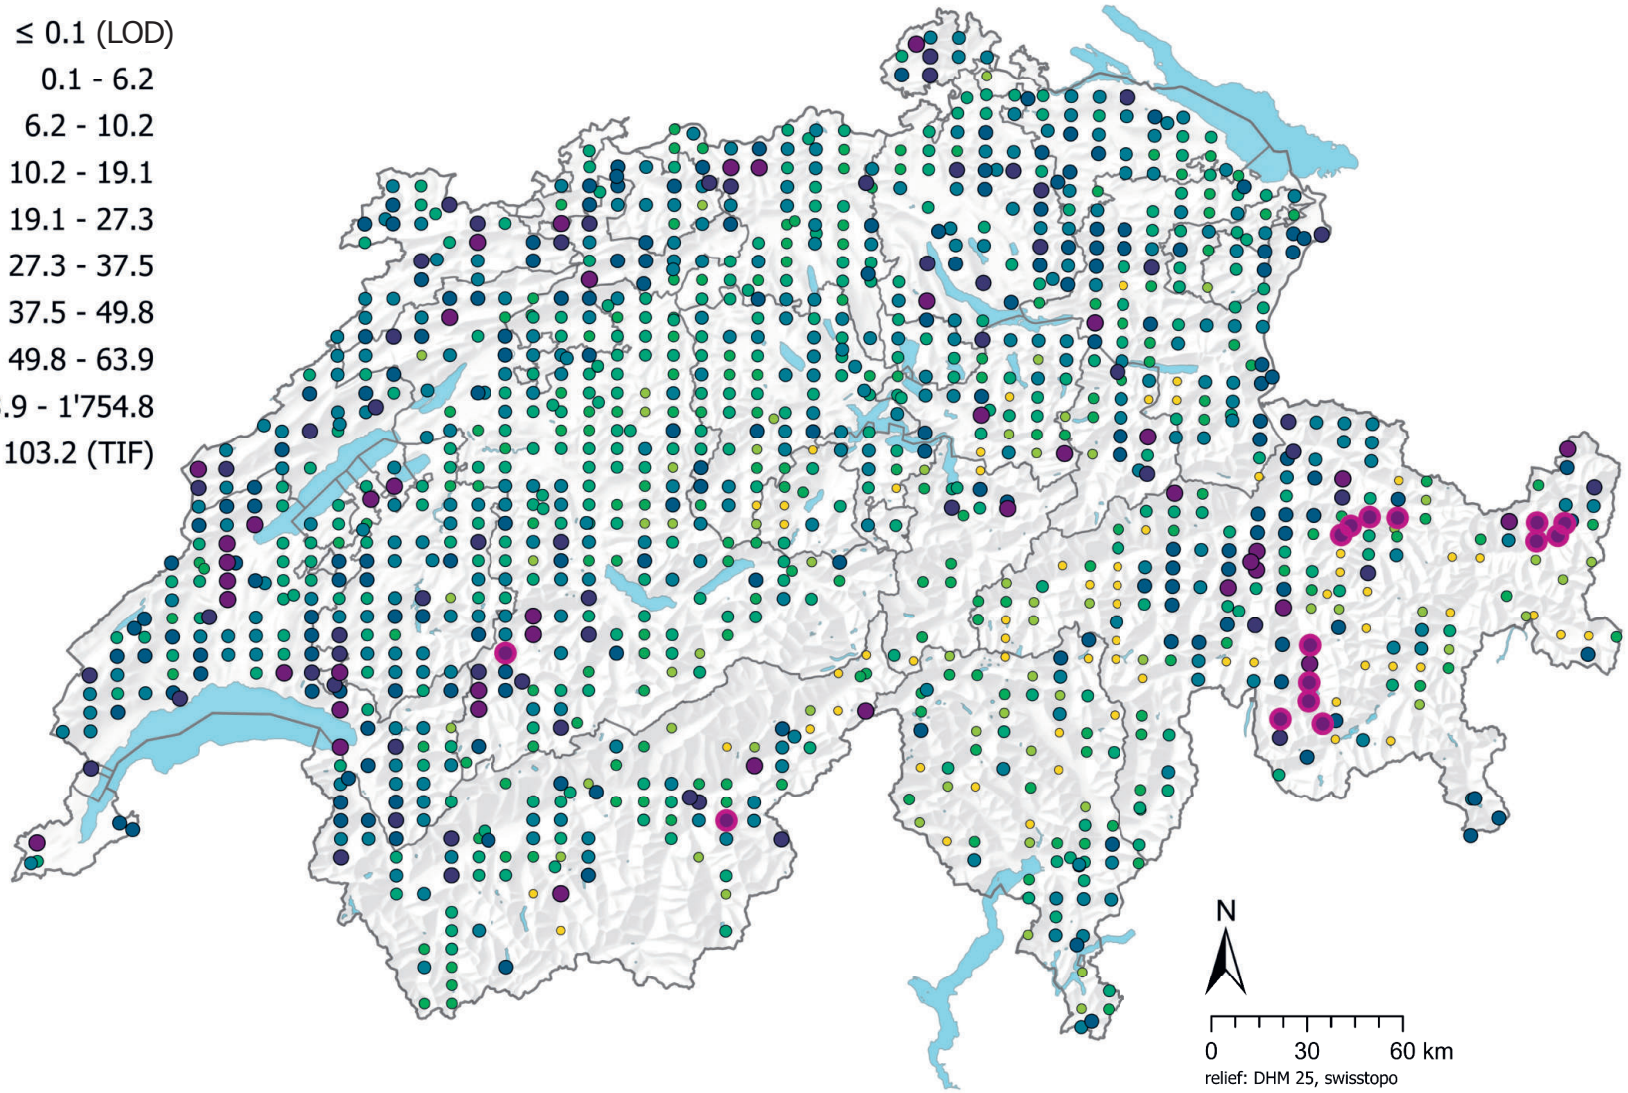 ≤ 0.1 (LOD)
0.1 - 6.2
6.2 - 10.2
10.2 - 19.1
19.1 - 27.3
27.3 - 37.5
37.5 - 49.8
49.8 - 63.9
.9 - 1'754.8
103.2 (TIF)
N
0 30 60 km
relief: DHM 25, swisstopo